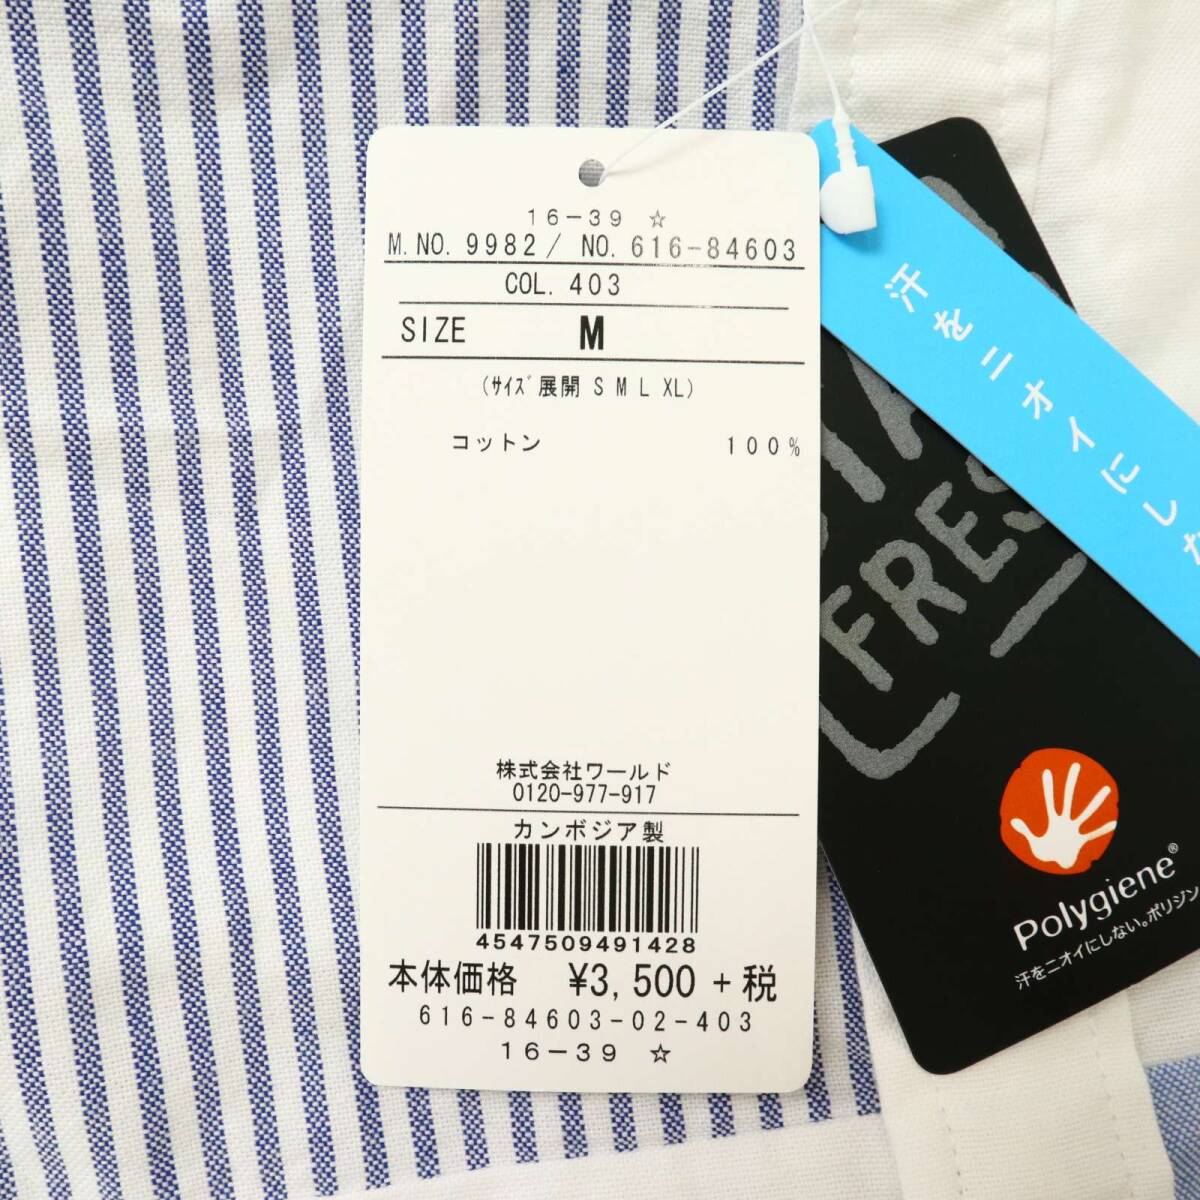 16-39 ☆
M.NO. 9982/ NO. 616-84603
COL. 403
SIZE M
(ｻｲｽﾞ展開 S M L XL)
コットン 100%
株式会社ワールド
0120-977-917
カンボジア製
4547509491428
本体価格 ¥3,500 +税
616-84603-02-403
16-39 ☆
汗をニオイにしな
FRES
Polygiene®
汗をニオイにしない。ポリジン